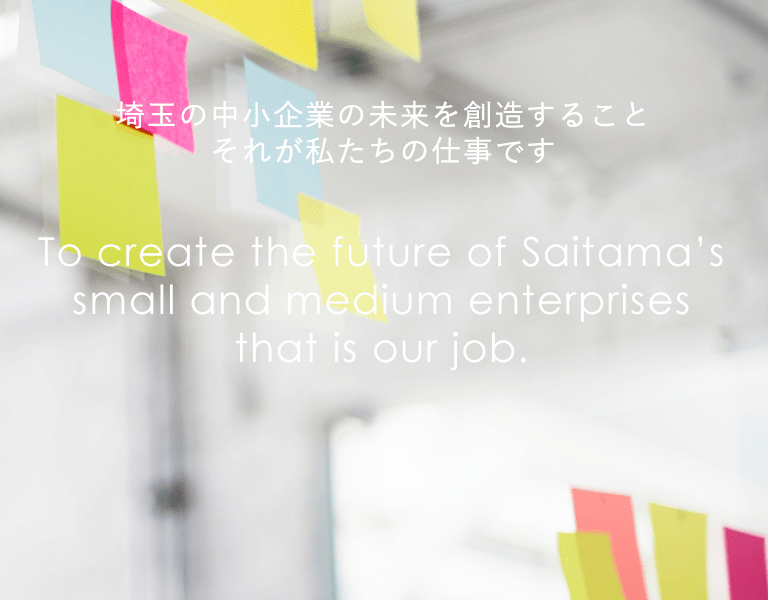 埼玉の中小企業の未来を創造すること
それが私たちの仕事です
To create the future of Saitama’s
small and medium enterprises
that is our job.